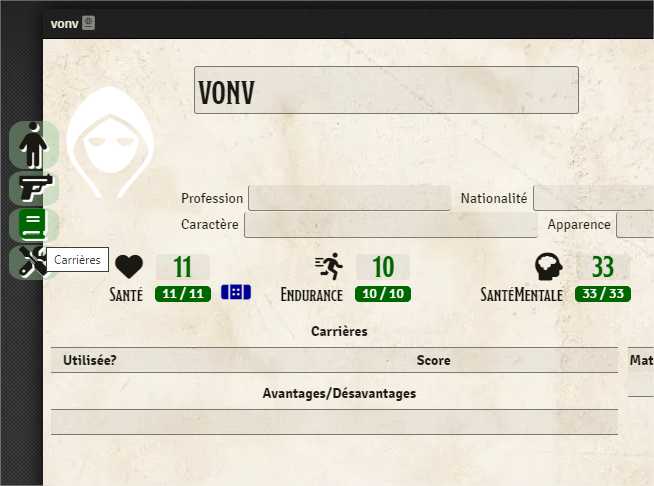 vonv
VONV
Profession Nationalité
Caractère Apparence
Carrières
11 10 33
Santé 11 / 11 Endurance 10 / 10 SantéMentale 33 / 33
Carrières
Utilisée? Score Mat
Avantages/Désavantages